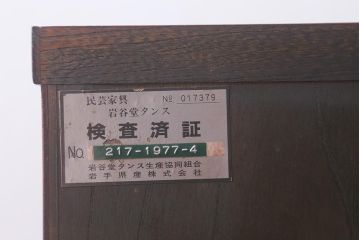 民芸家具 № 017379
岩谷堂タンス
検査済証
No. 217-1977-4
岩谷堂タンス生産協同組合
岩手県産株式会社